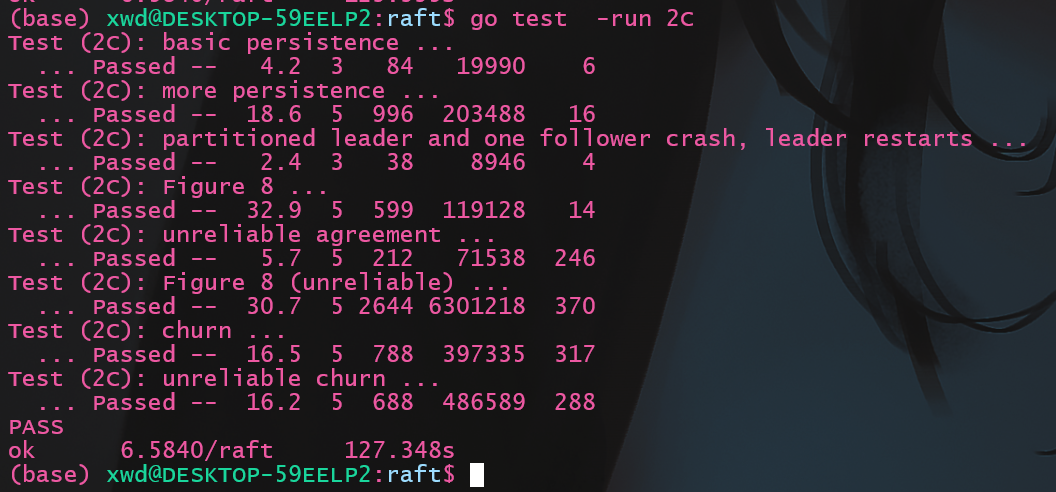 (base) xwd@DESKTOP-59EELP2:raft$ go test  -run 2C
Test (2C): basic persistence ...
  ... Passed --   4.2  3   84   19990    6
Test (2C): more persistence ...
  ... Passed --  18.6  5  996  203488   16
Test (2C): partitioned leader and one follower crash, leader restarts ...
  ... Passed --   2.4  3   38    8946    4
Test (2C): Figure 8 ...
  ... Passed --  32.9  5  599  119128   14
Test (2C): unreliable agreement ...
  ... Passed --   5.7  5  212   71538  246
Test (2C): Figure 8 (unreliable) ...
  ... Passed --  30.7  5 2644 6301218  370
Test (2C): churn ...
  ... Passed --  16.5  5  788  397335  317
Test (2C): unreliable churn ...
  ... Passed --  16.2  5  688  486589  288
PASS
ok      6.5840/raft     127.348s
(base) xwd@DESKTOP-59EELP2:raft$